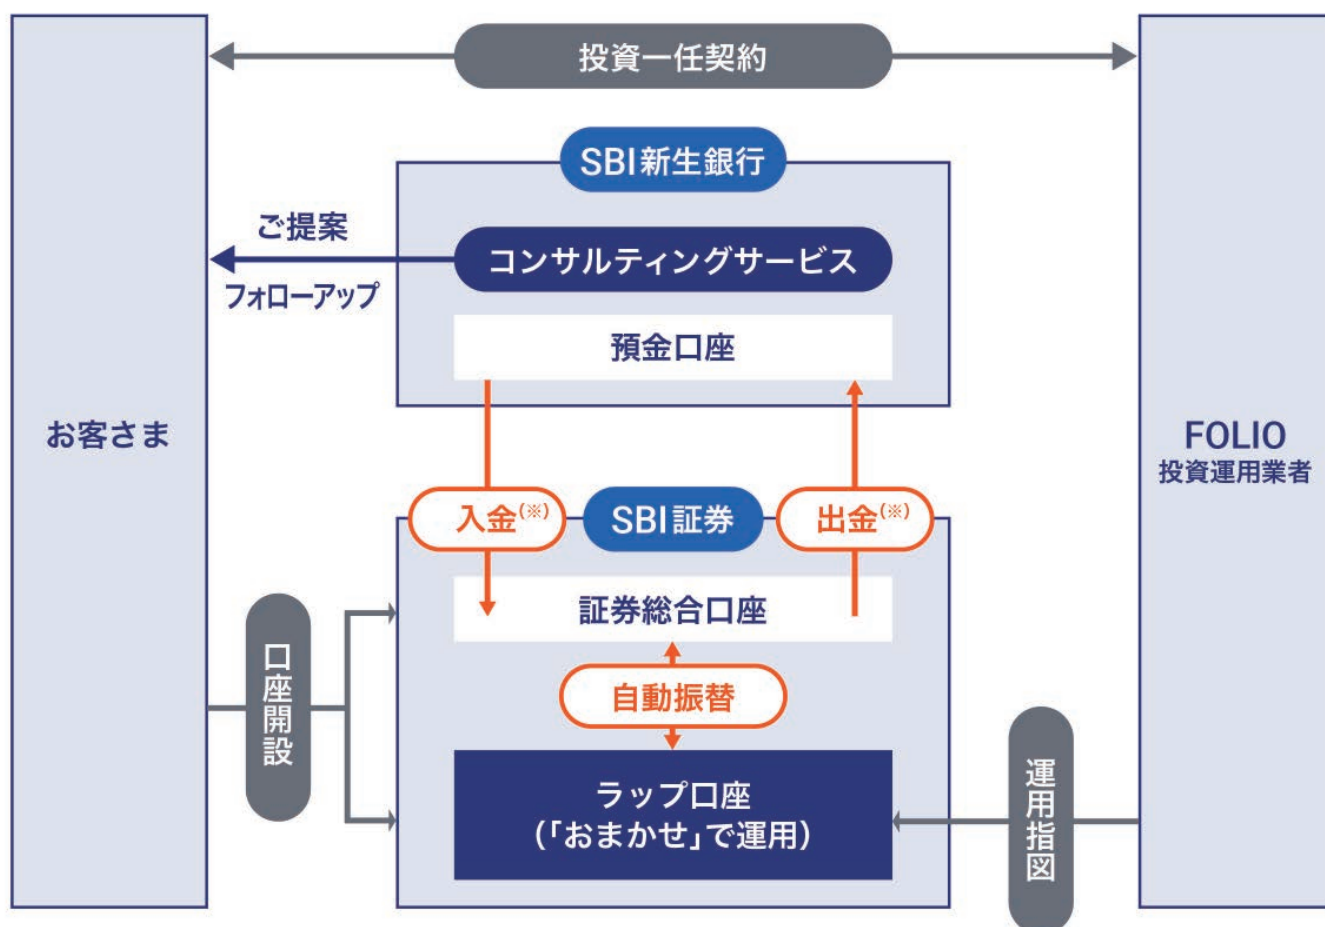 投資一任契約
SBI新生銀行
ご提案
フォローアップ
コンサルティングサービス
預金口座
お客さま
FOLIO
投資運用業者
入金(※)
SBI証券
出金(※)
証券総合口座
口座開設
自動振替
ラップ口座
(「おまかせ」で運用)
運用指図